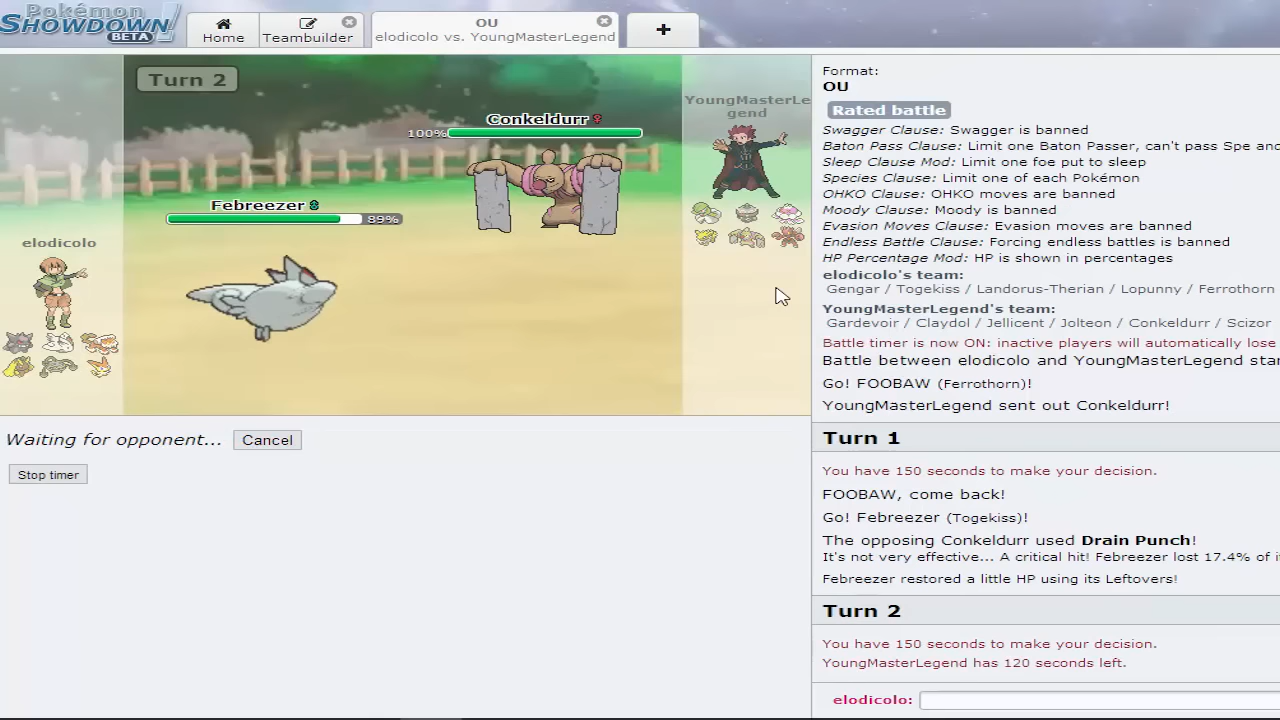 Pokémon
SHOWDOWN!
BETA
Home
Teambuilder
OU
elodicolo vs. YoungMasterLegend
+
Turn 2
Conkeldurr
100%
Febreezer
89%
elodicolo
YoungMasterLe
gend
Waiting for opponent... Cancel
Stop timer
Format:
OU
Rated battle
Swagger Clause: Swagger is banned
Baton Pass Clause: Limit one Baton Passer, can't pass Spe and
Sleep Clause Mod: Limit one foe put to sleep
Species Clause: Limit one of each Pokémon
OHKO Clause: OHKO moves are banned
Moody Clause: Moody is banned
Evasion Moves Clause: Evasion moves are banned
Endless Battle Clause: Forcing endless battles is banned
HP Percentage Mod: HP is shown in percentages
elodicolo's team:
Gengar / Togekiss / Landorus-Therian / Lopunny / Ferrothorn
YoungMasterLegend's team:
Gardevoir / Claydol / Jellicent / Jolteon / Conkeldurr / Scizor
Battle timer is now ON: inactive players will automatically lose
Battle between elodicolo and YoungMasterLegend star
Go! FOOBAW (Ferrothorn)!
YoungMasterLegend sent out Conkeldurr!
Turn 1
You have 150 seconds to make your decision.
FOOBAW, come back!
Go! Febreezer (Togekiss)!
The opposing Conkeldurr used Drain Punch!
It's not very effective... A critical hit! Febreezer lost 17.4% of i
Febreezer restored a little HP using its Leftovers!
Turn 2
You have 150 seconds to make your decision.
YoungMasterLegend has 120 seconds left.
elodicolo: